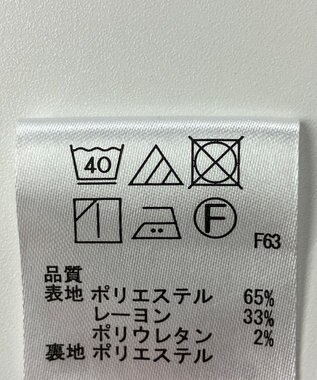 40
F
F63
品質
表地 ポリエステル 65%
レーヨン 33%
ポリウレタン 2%
裏地 ポリエステル